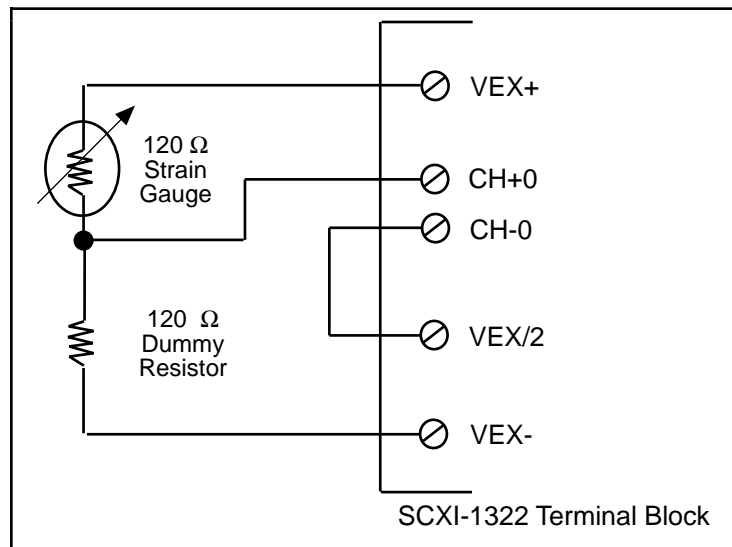 VEX+
120 Ω
Strain
Gauge
CH+0
CH-0
120 Ω
Dummy
Resistor
VEX/2
VEX-
SCXI-1322 Terminal Block